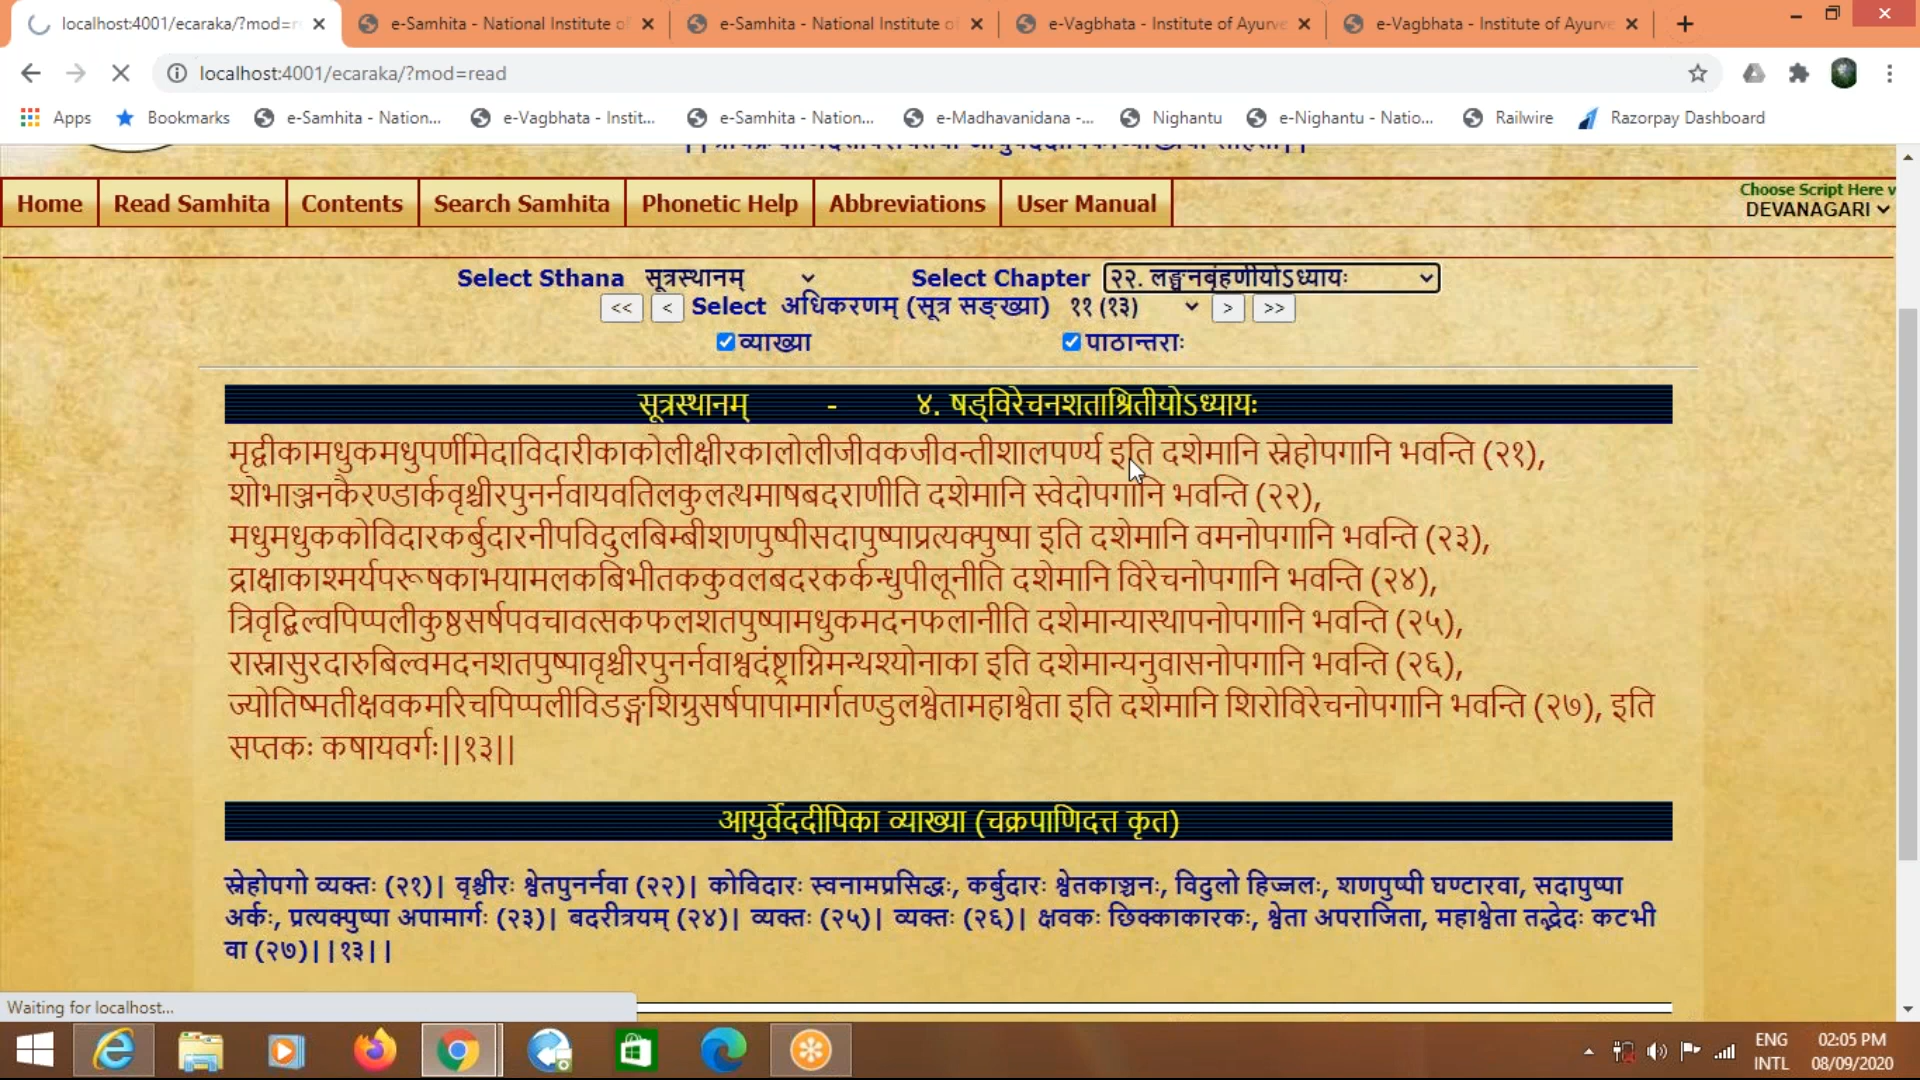 localhost:4001/ecaraka/?mod=r
e-Samhita - National Institute of
e-Samhita - National Institute of
e-Vagbhata - Institute of Ayurve
e-Vagbhata - Institute of Ayurve
localhost:4001/ecaraka/?mod=read
Apps Bookmarks e-Samhita - Nation... e-Vagbhata - Instit... e-Samhita - Nation... e-Madhavanidana -... Nighantu e-Nighantu - Natio... Railwire Razorpay Dashboard
Home Read Samhita Contents Search Samhita Phonetic Help Abbreviations User Manual
Choose Script Here
DEVANAGARI
Select Sthana सूत्रस्थानम् Select Chapter २२. लङ्घनबृंहणीयोऽध्यायः
<< < Select अधिकरणम् (सूत्र सङ्ख्या) ११ (१३) > >>
व्याख्या पाठान्तराः
सूत्रस्थानम् - ४. षड्विरेचनशताश्रितीयोऽध्यायः
मृद्वीकामधुकमधुपर्णीमेदाविदारीकाकोलीक्षीरकालोलीजीवकजीवन्तीशालपर्ण्य इति दशेमानि स्नेहोपगानि भवन्ति (२१),
शोभाञ्जनकैरण्डार्कवृश्चीरपुनर्नवायवतिलकुलत्थमाषबदराणीति दशेमानि स्वेदोपगानि भवन्ति (२२),
मधुमधुककोविदारकर्बुदारनीपविदुलबिम्बीशणपुष्पीसदापुष्पाप्रत्यक्पुष्पा इति दशेमानि वमनोपगानि भवन्ति (२३),
द्राक्षाकाश्मर्यपरूषकाभयामलकबिभीतककुवलबदरकर्कन्धुपीलूनीति दशेमानि विरेचनोपगानि भवन्ति (२४),
त्रिवृद्बिल्वपिप्पलीकुष्ठसर्षपवचावत्सकफलशतपुष्पामधुकमदनफलानीति दशेमान्यास्थापनोपगानि भवन्ति (२५),
रास्नासुरदारुबिल्वमदनशतपुष्पावृश्चीरपुनर्नवाश्वदंष्ट्राग्निमन्थश्योनाका इति दशेमान्यनुवासनोपगानि भवन्ति (२६),
ज्योतिष्मतीक्षवकमरिचपिप्पलीविडङ्गशिग्रुसर्षपापामार्गतण्डुलश्वेतामहाश्वेता इति दशेमानि शिरोविरेचनोपगानि भवन्ति (२७), इति
सप्तकः कषायवर्गः||१३||
आयुर्वेददीपिका व्याख्या (चक्रपाणिदत्त कृत)
स्नेहोपगो व्यक्तः (२१)| वृश्चीरः श्वेतपुनर्नवा (२२)| कोविदारः स्वनामप्रसिद्धः, कर्बुदारः श्वेतकाञ्चनः, विदुलो हिज्जलः, शणपुष्पी घण्टारवा, सदापुष्पा
अर्कः, प्रत्यक्पुष्पा अपामार्गः (२३)| बदरीत्रयम् (२४)| व्यक्तः (२५)| व्यक्तः (२६)| क्षवकः छिक्काकारकः, श्वेता अपराजिता, महाश्वेता तद्भेदः कटभी
वा (२७)||१३||
Waiting for localhost...
ENG 02:05 PM
INTL 08/09/2020